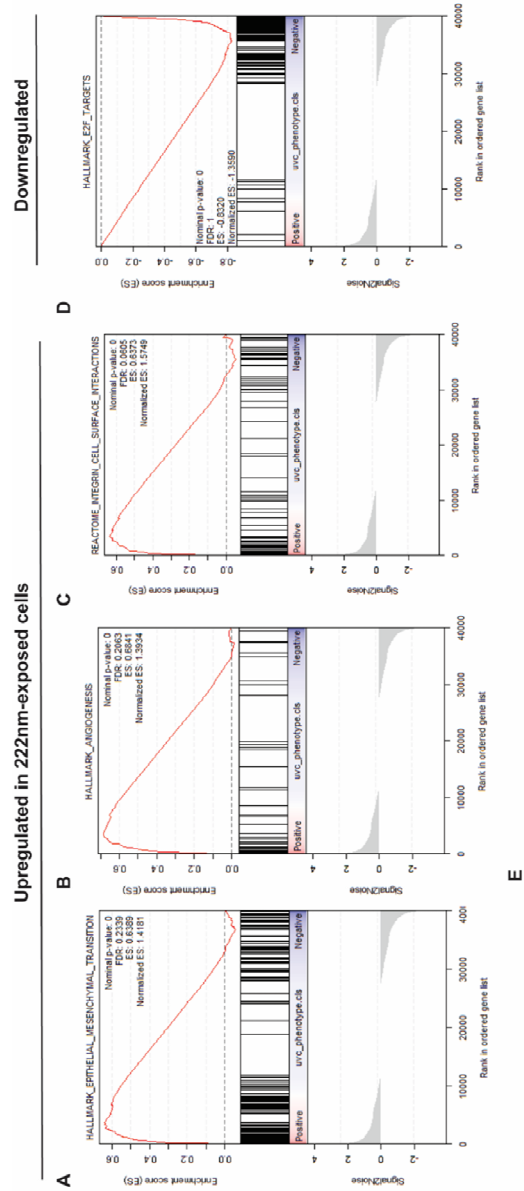 Upregulated in 222nm-exposed cells
Downregulated
A
HALLMARK_EPITHELIAL_MESENCHYMAL_TRANSITION
Nominal p-value: 0
FDR: 0.2339
ES: 0.6389
Normalized ES: 1.4181
Enrichment score (ES)
0.6
0.4
0.2
0.0
Positive
Negative
uvc_phenotype.cls
Signal2Noise
4
2
0
-2
0
10000
20000
30000
4000
Rank in ordered gene list
B
HALLMARK_ANGIOGENESIS
Nominal p-value: 0
FDR: 0.2063
ES: 0.6841
Normalized ES: 1.3934
Enrichment score (ES)
0.6
0.4
0.2
0.0
Positive
Negative
uvc_phenotype.cls
Signal2Noise
4
2
0
-2
0
10000
20000
30000
40000
Rank in ordered gene list
C
REACTOME_INTEGRIN_CELL_SURFACE_INTERACTIONS
Nominal p-value: 0
FDR: 0.0605
ES: 0.6373
Normalized ES: 1.5749
Enrichment score (ES)
0.6
0.4
0.2
0.0
Positive
Negative
uvc_phenotype.cls
Signal2Noise
4
2
0
-2
0
10000
20000
30000
40000
Rank in ordered gene list
D
HALLMARK_E2F_TARGETS
Nominal p-value: 0
FDR: 1
ES: -0.8320
Normalized ES: -1.3590
Enrichment score (ES)
0.0
-0.2
-0.4
-0.6
-0.8
Positive
Negative
uvc_phenotype.cls
Signal2Noise
4
2
0
-2
0
10000
20000
30000
40000
Rank in ordered gene list
E